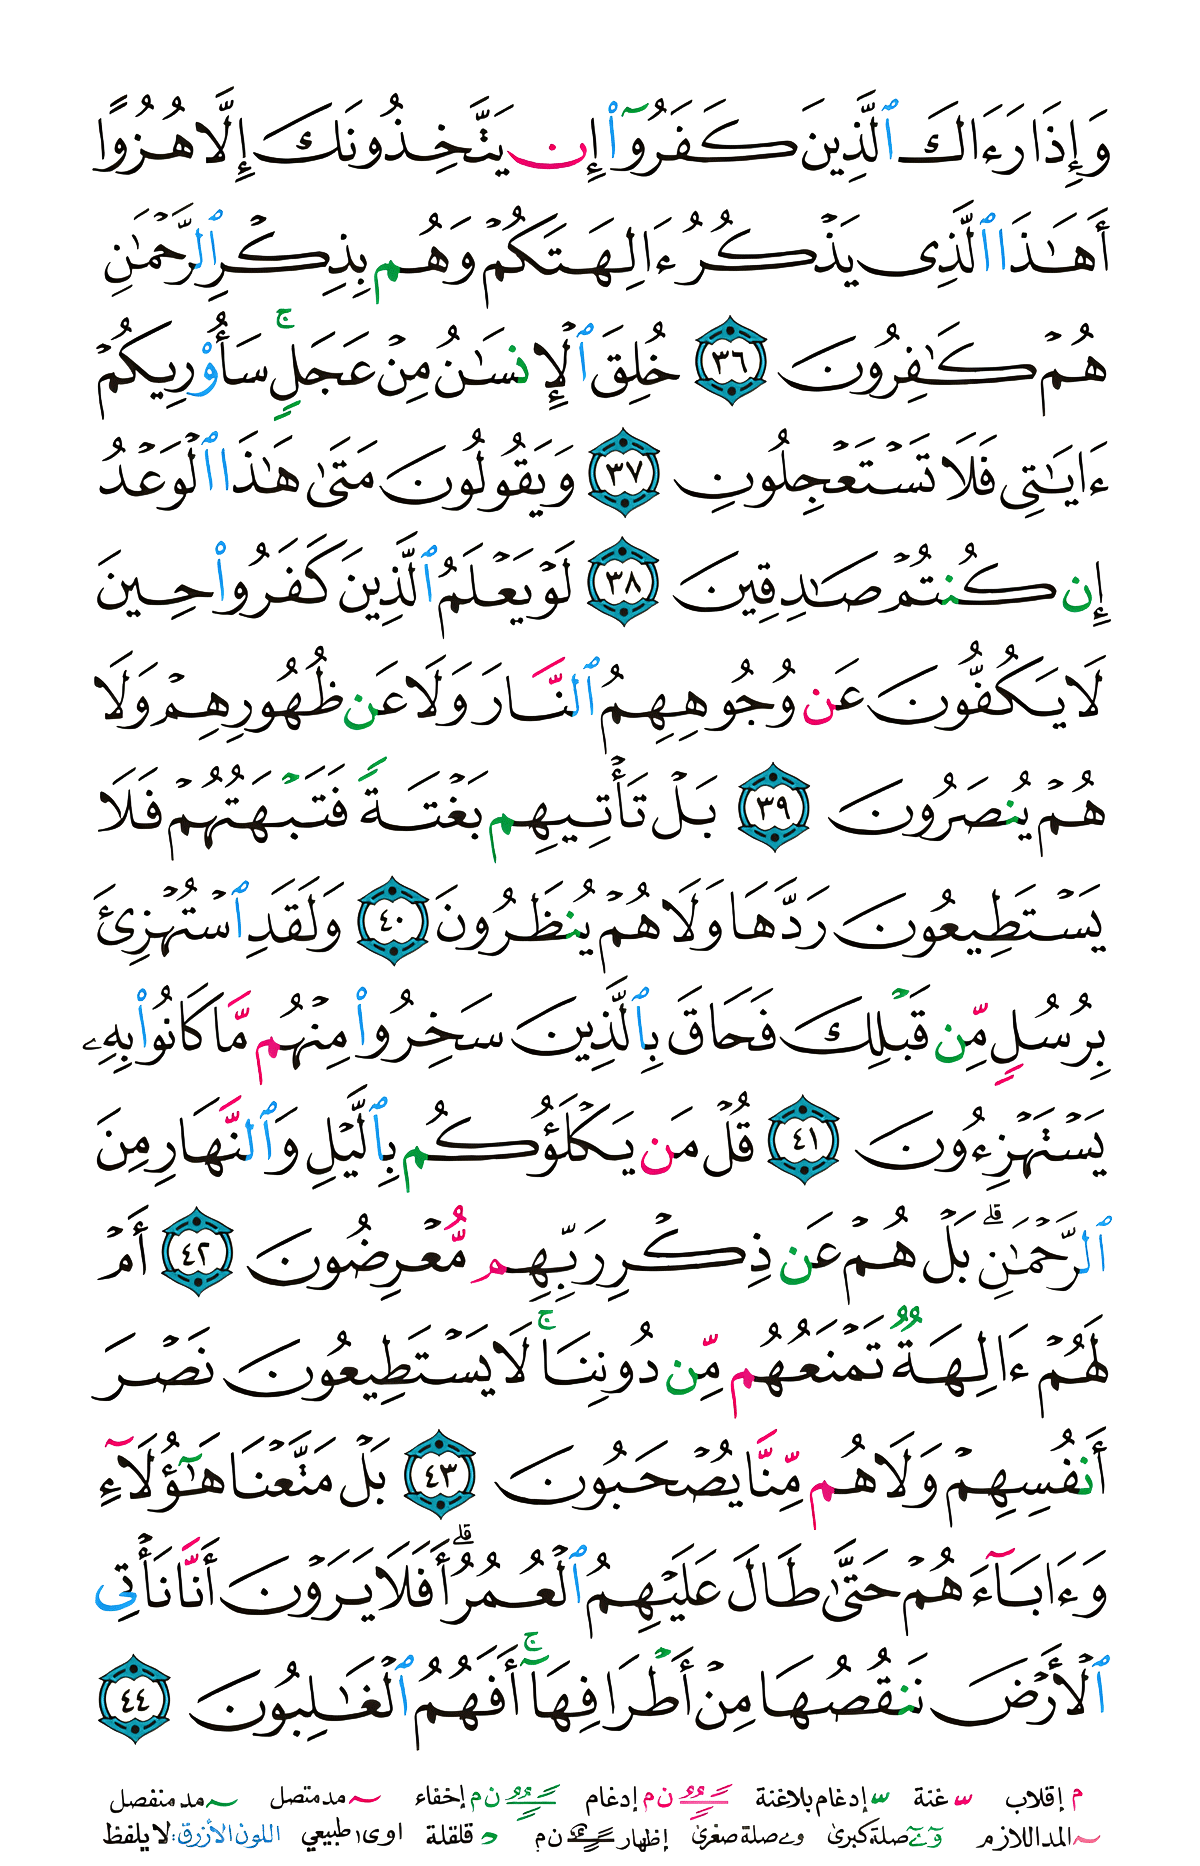 وَإِذَا رَءَاكَ ٱلَّذِينَ كَفَرُوٓا۟ إِن يَتَّخِذُونَكَ إِلَّا هُزُوًا
أَهَـٰذَا ٱلَّذِى يَذْكُرُ ءَالِهَتَكُمْ وَهُم بِذِكْرِ ٱلرَّحْمَـٰنِ
هُمْ كَـٰفِرُونَ ٣٦ خُلِقَ ٱلْإِنسَـٰنُ مِنْ عَجَلٍ ۚ سَأُو۟رِيكُمْ
ءَايَـٰتِى فَلَا تَسْتَعْجِلُونِ ٣٧ وَيَقُولُونَ مَتَىٰ هَـٰذَا ٱلْوَعْدُ
إِن كُنتُمْ صَـٰدِقِينَ ٣٨ لَوْ يَعْلَمُ ٱلَّذِينَ كَفَرُوا۟ حِينَ
لَا يَكُفُّونَ عَن وُجُوهِهِمُ ٱلنَّارَ وَلَا عَن ظُهُورِهِمْ وَلَا
هُمْ يُنصَرُونَ ٣٩ بَلْ تَأْتِيهِم بَغْتَةً فَتَبْهَتُهُمْ فَلَا
يَسْتَطِيعُونَ رَدَّهَا وَلَا هُمْ يُنظَرُونَ ٤٠ وَلَقَدِ ٱسْتُهْزِئَ
بِرُسُلٍ مِّن قَبْلِكَ فَحَاقَ بِٱلَّذِينَ سَخِرُوا۟ مِنْهُم مَّا كَانُوا۟ بِهِۦ
يَسْتَهْزِءُونَ ٤١ قُلْ مَن يَكْلَؤُكُم بِٱلَّيْلِ وَٱلنَّهَارِ مِنَ
ٱلرَّحْمَـٰنِ ۗ بَلْ هُمْ عَن ذِكْرِ رَبِّهِم مُّعْرِضُونَ ٤٢ أَمْ
لَهُمْ ءَالِهَةٌ تَمْنَعُهُم مِّن دُونِنَا ۚ لَا يَسْتَطِيعُونَ نَصْرَ
أَنفُسِهِمْ وَلَا هُم مِّنَّا يُصْحَبُونَ ٤٣ بَلْ مَتَّعْنَا هَـٰٓؤُلَآءِ
وَءَابَآءَهُمْ حَتَّىٰ طَالَ عَلَيْهِمُ ٱلْعُمُرُ ۗ أَفَلَا يَرَوْنَ أَنَّا نَأْتِى
ٱلْأَرْضَ نَنقُصُهَا مِنْ أَطْرَافِهَآ ۚ أَفَهُمُ ٱلْغَـٰلِبُونَ ٤٤
م إقلاب ّ غنة ّ إدغام بلاغنة ن م إدغام ن م إخفاء ~ مد متصل ~ مد منفصل
~ المد اللازم و ے صلة كبرى و ے صلة صغرى إظهار ن م قلقلة ا و ى طبيعي اللون الأزرق: لا يلفظ